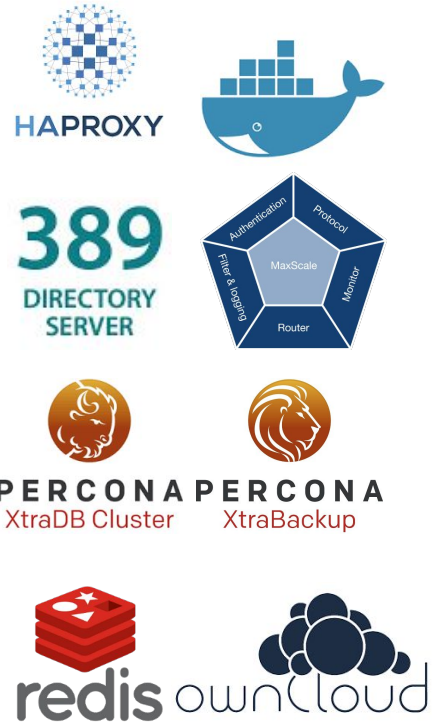 HAPROXY
389
DIRECTORY
SERVER
Authentication
Protocol
Filter & logging
MaxScale
Monitor
Router
PERCONA
XtraDB Cluster
PERCONA
XtraBackup
redis
ownCloud